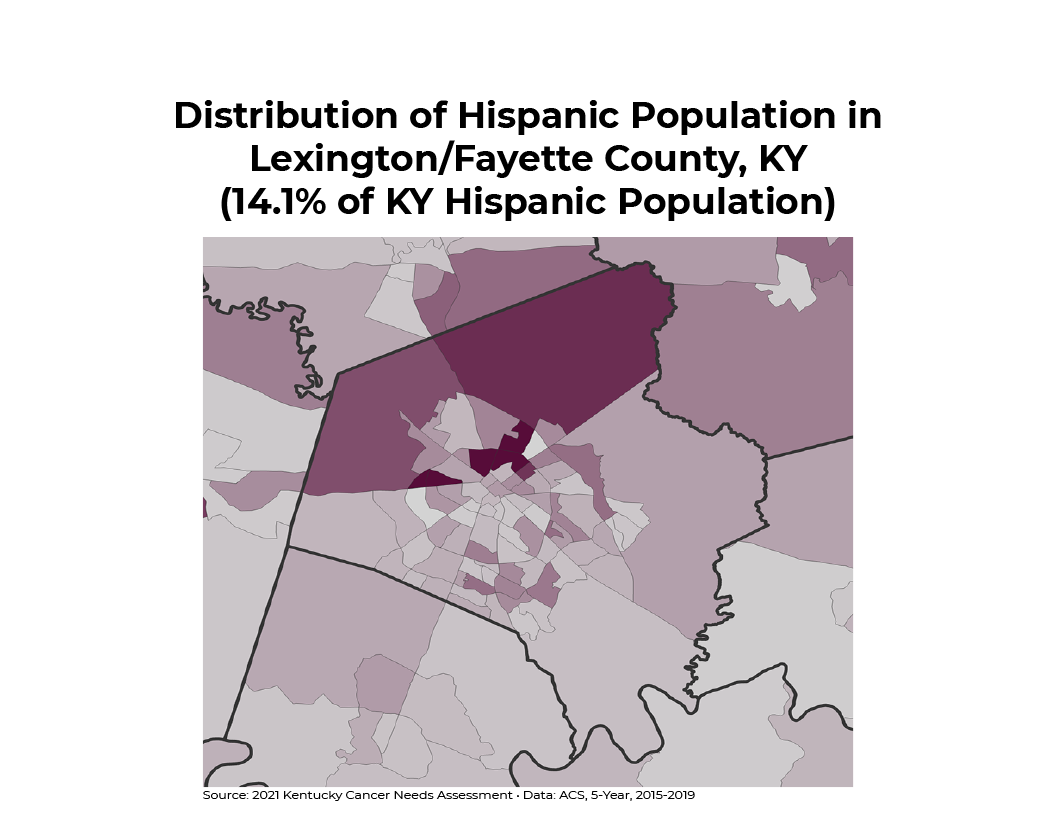 Distribution of Hispanic Population in
Lexington/Fayette County, KY
(14.1% of KY Hispanic Population)
Source: 2021 Kentucky Cancer Needs Assessment • Data: ACS, 5-Year, 2015-2019